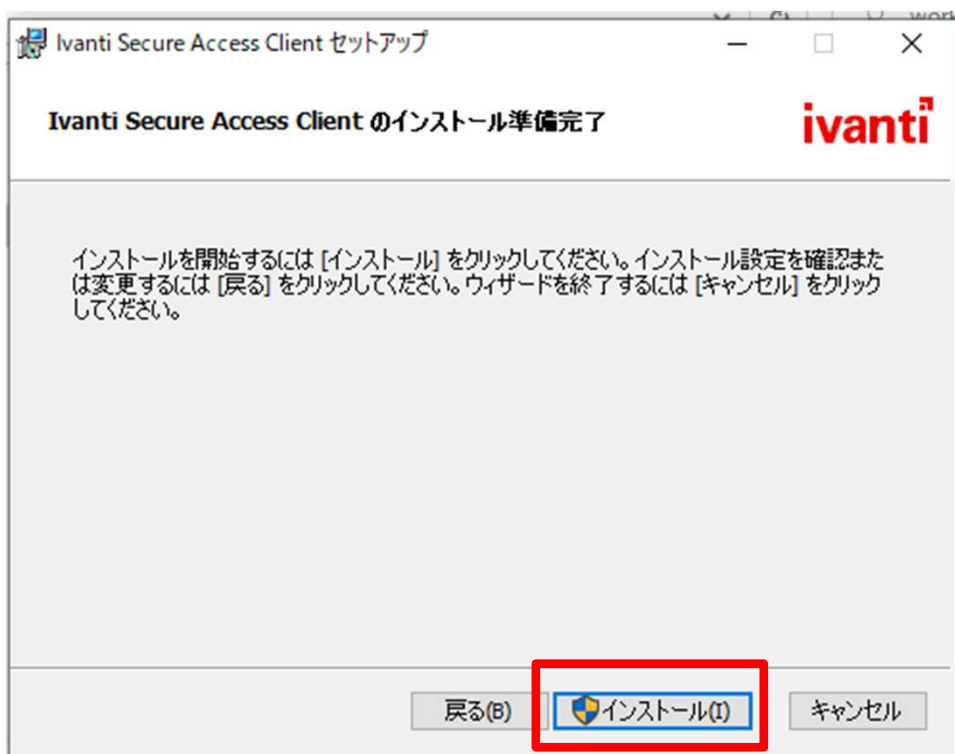 Ivanti Secure Access Client セットアップ
Ivanti Secure Access Client のインストール準備完了
ivanti
インストールを開始するには [インストール] をクリックしてください。インストール設定を確認また
は変更するには [戻る] をクリックしてください。ウィザードを終了するには [キャンセル] をクリック
してください。
戻る(B)
インストール(I)
キャンセル